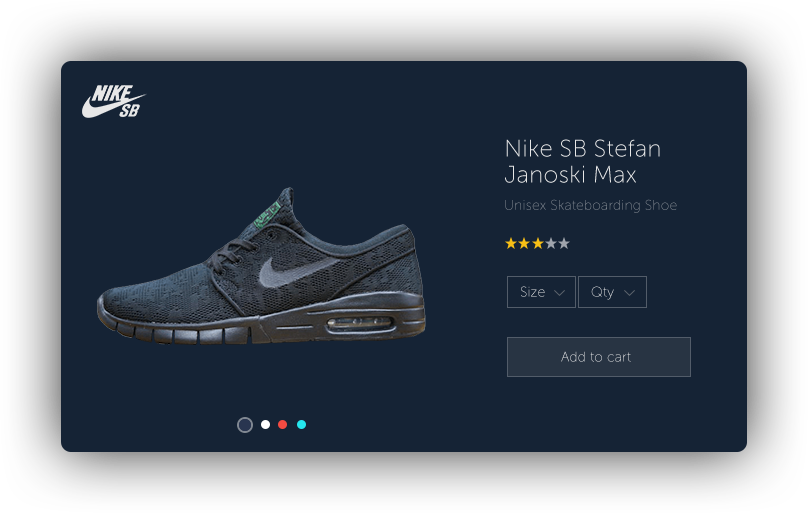 NIKE
SB
Nike SB Stefan
Janoski Max
Unisex Skateboarding Shoe
Size
Qty
Add to cart